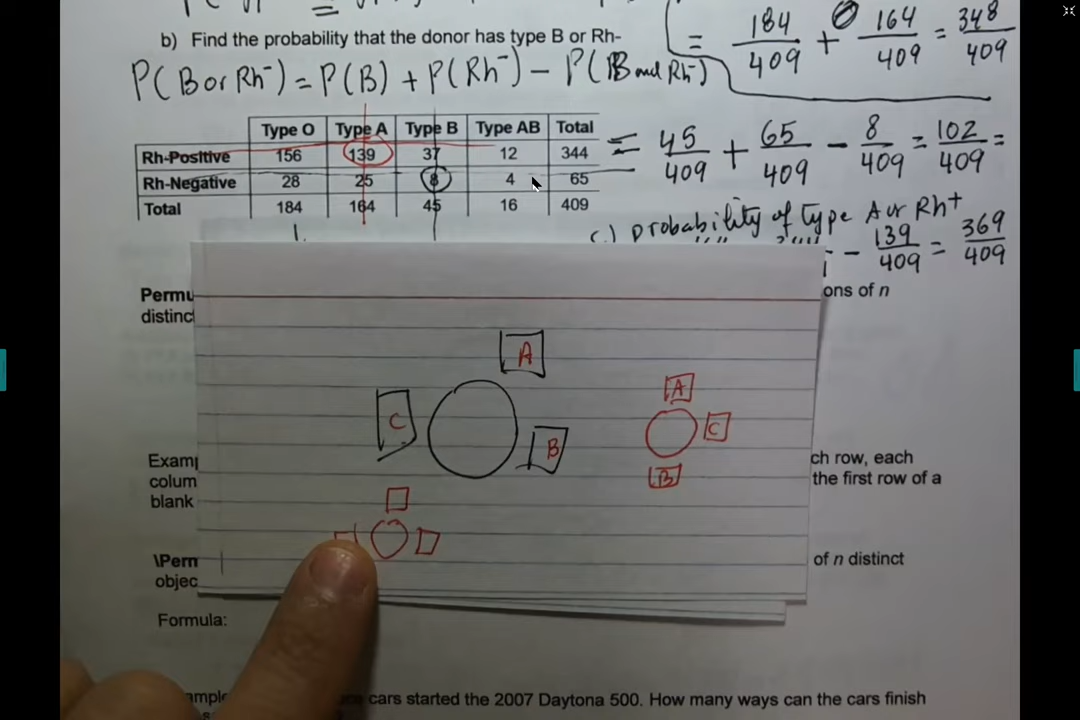 b) Find the probability that the donor has type B or Rh-
184/409 + 164/409 = 348/409
P(B or Rh⁻) = P(B) + P(Rh⁻) − P(B and Rh⁻)
Type O Type A Type B Type AB Total
Rh-Positive 156 139 37 12 344
Rh-Negative 28 25 8 4 65
Total 184 164 45 16 409
= 45/409 + 65/409 − 8/409 = 102/409 =
c.) probability of type A or Rh⁺
− 139/409 = 369/409
Permu
ons of n
distinc
A
C
B
A
C
B
Examp
ch row, each
colum
the first row of a
blank
\Perm
of n distinct
objec
Formula:
cars started the 2007 Daytona 500. How many ways can the cars finish